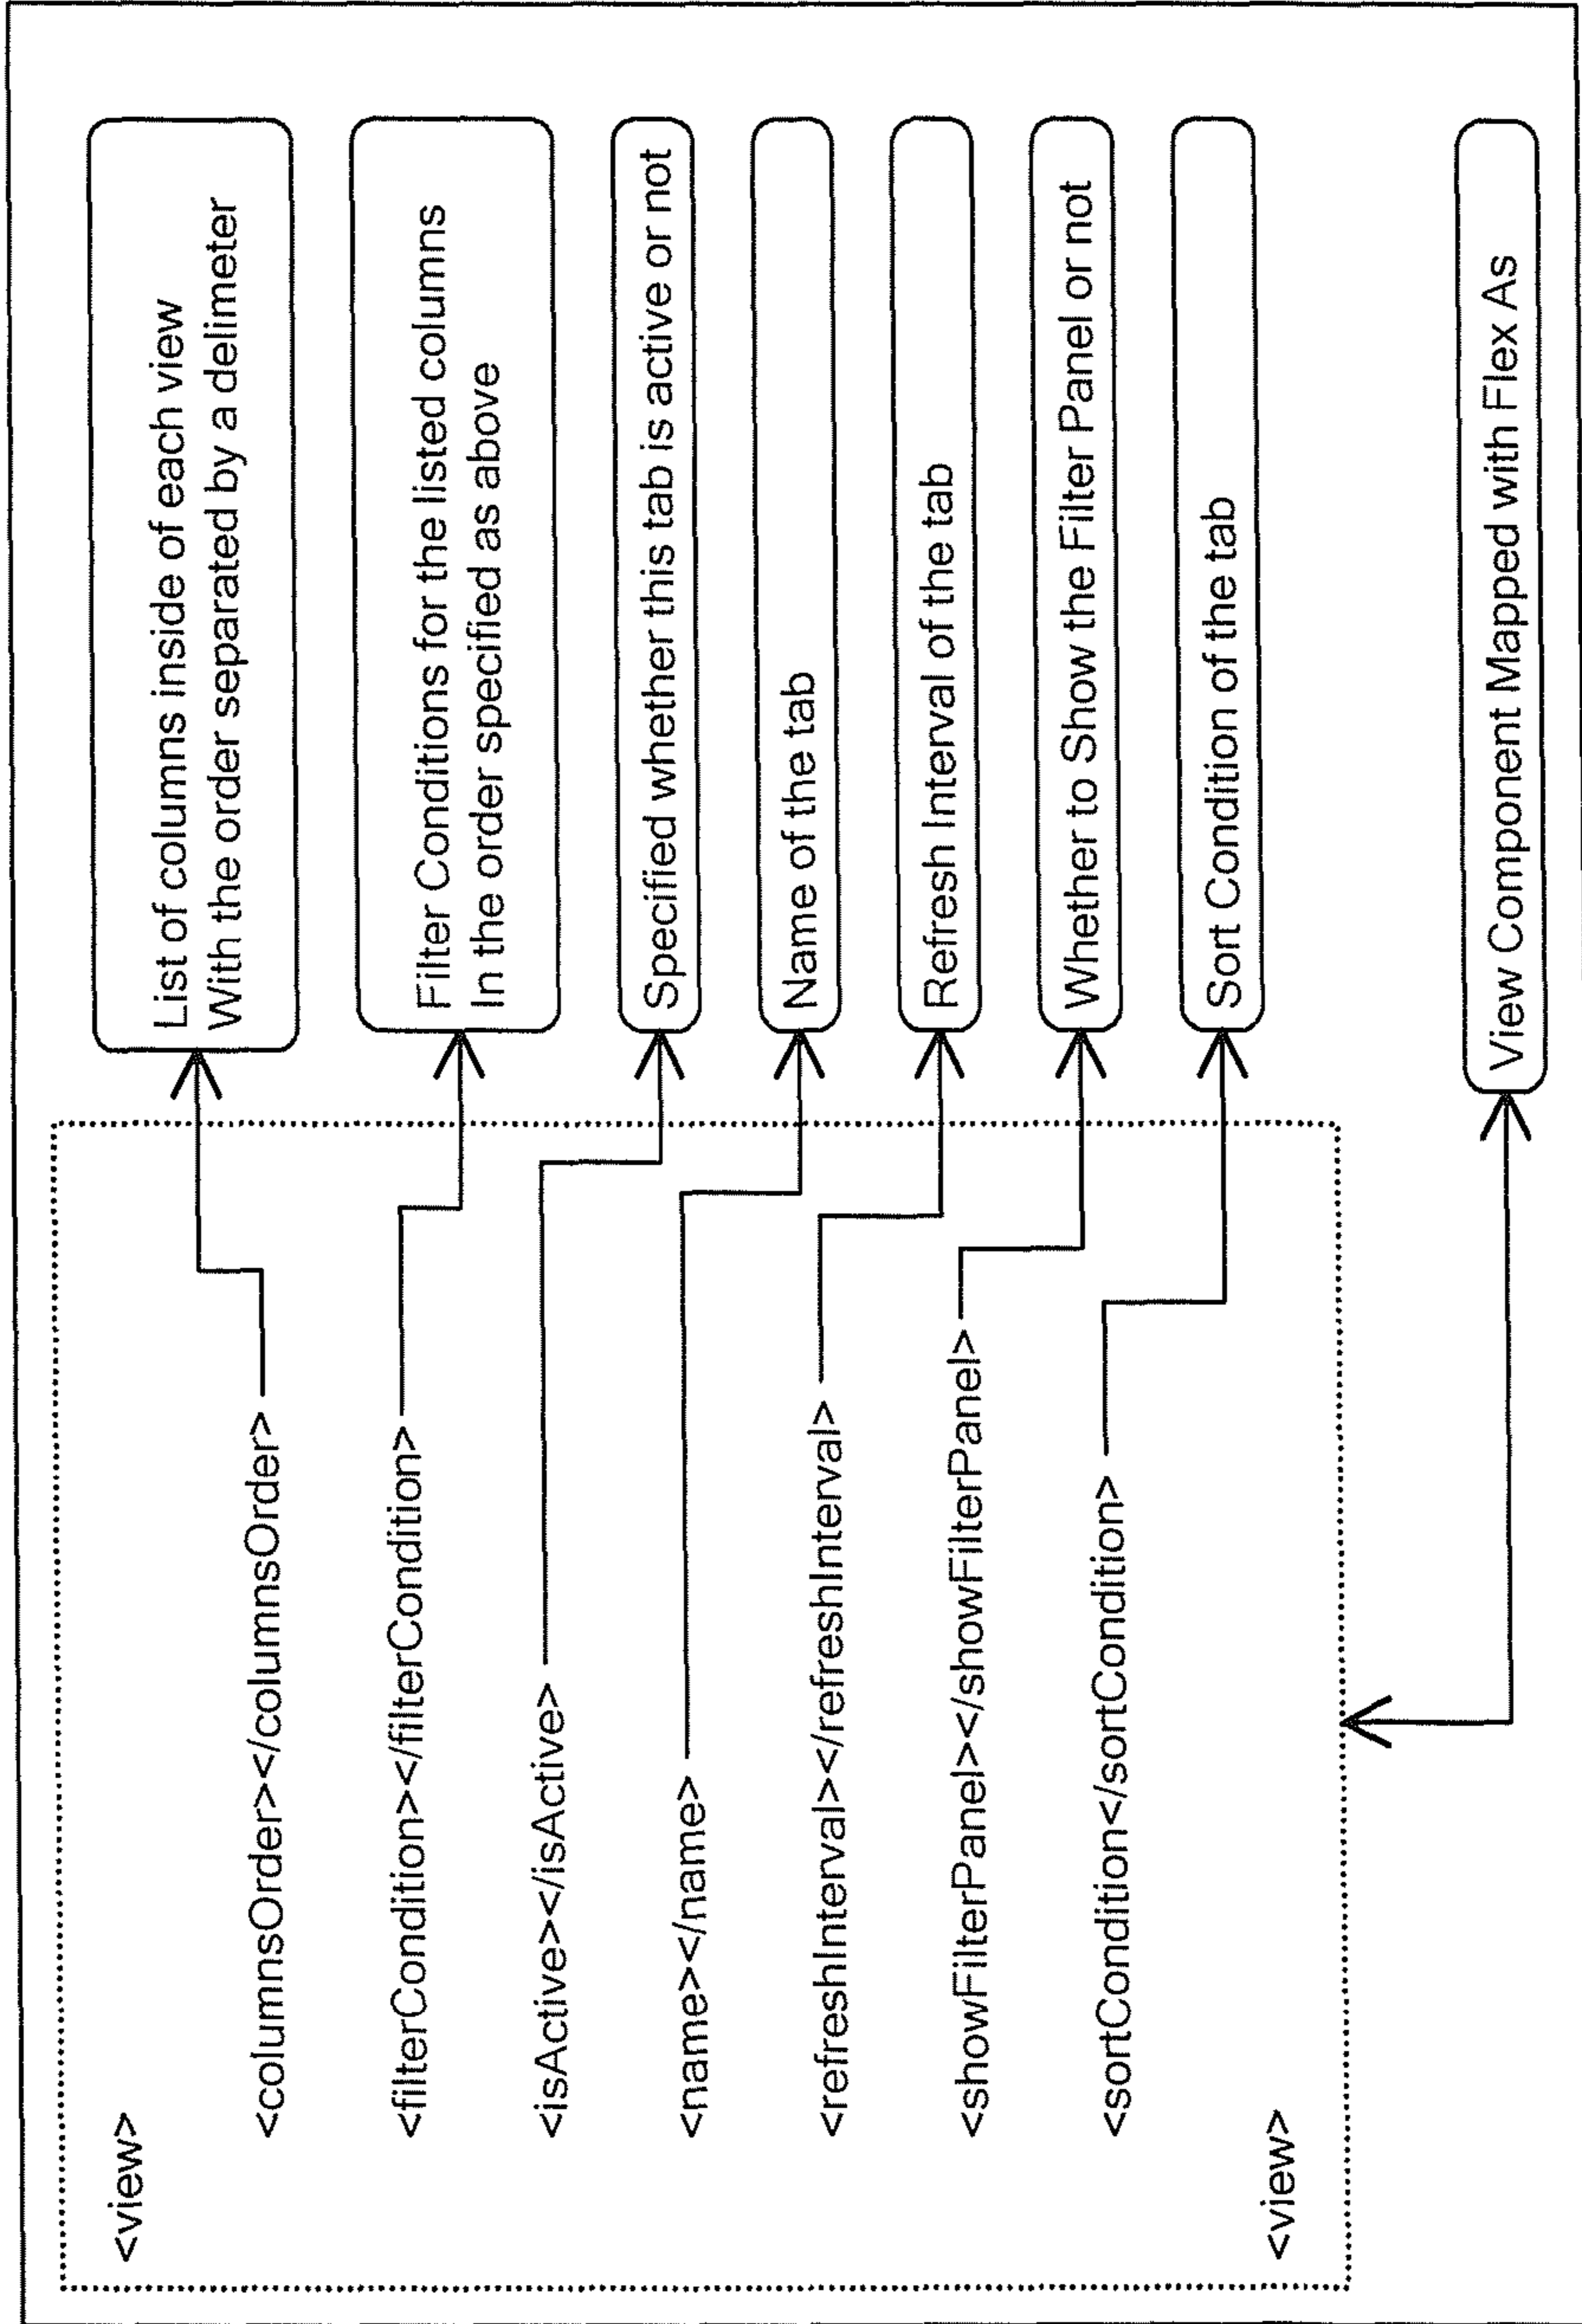 <view>
<columnsOrder></columnsOrder>
<filterCondition></filterCondition>
<isActive></isActive>
<name></name>
<refreshInterval></refreshInterval>
<showFilterPanel></showFilterPanel>
<sortCondition</sortCondition>
<view>
List of columns inside of each view
With the order separated by a delimeter
Filter Conditions for the listed columns
In the order specified as above
Specified whether this tab is active or not
Name of the tab
Refresh Interval of the tab
Whether to Show the Filter Panel or not
Sort Condition of the tab
View Component Mapped with Flex As